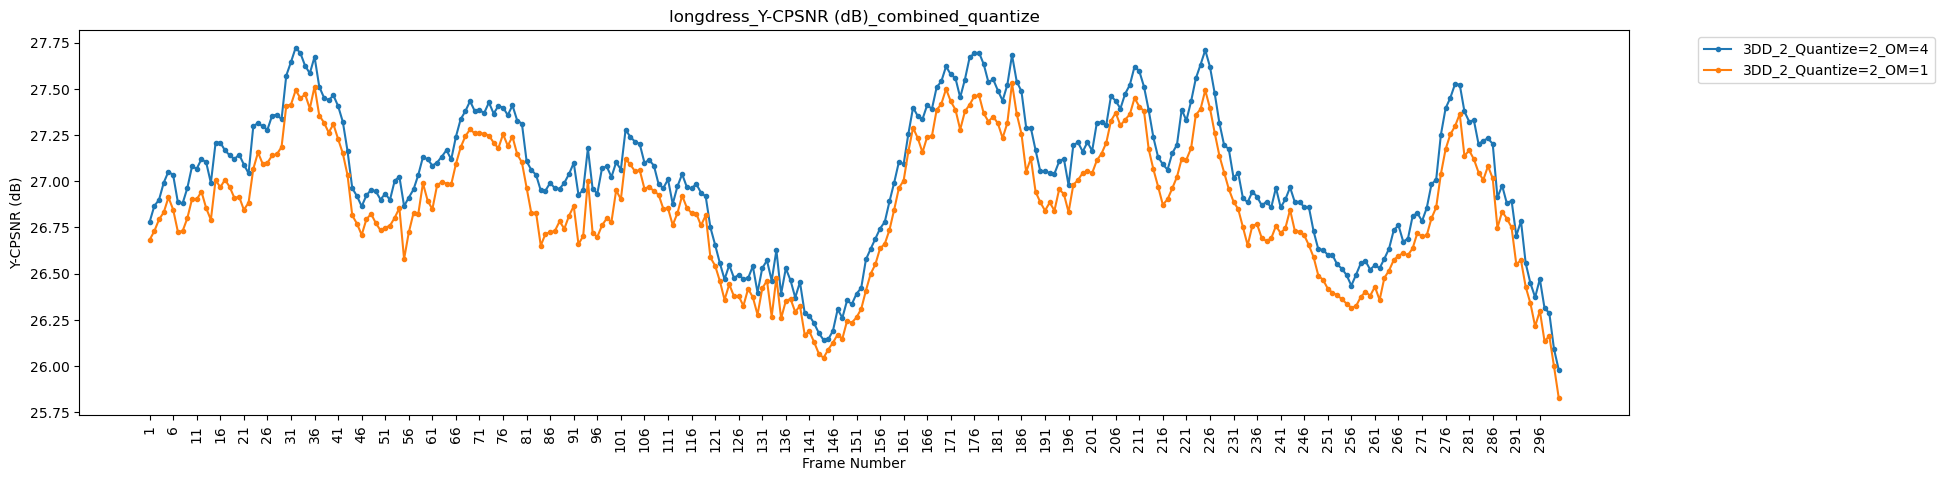 longdress_Y-CPSNR (dB)_combined_quantize
27.75
27.50
27.25
27.00
26.75
26.50
26.25
26.00
25.75
Y-CPSNR (dB)
1 6 11 16 21 26 31 36 41 46 51 56 61 66 71 76 81 86 91 96 101 106 111 116 121 126 131 136 141 146 151 156 161 166 171 176 181 186 191 196 201 206 211 216 221 226 231 236 241 246 251 256 261 266 271 276 281 286 291 296
Frame Number
3DD_2_Quantize=2_OM=4
3DD_2_Quantize=2_OM=1